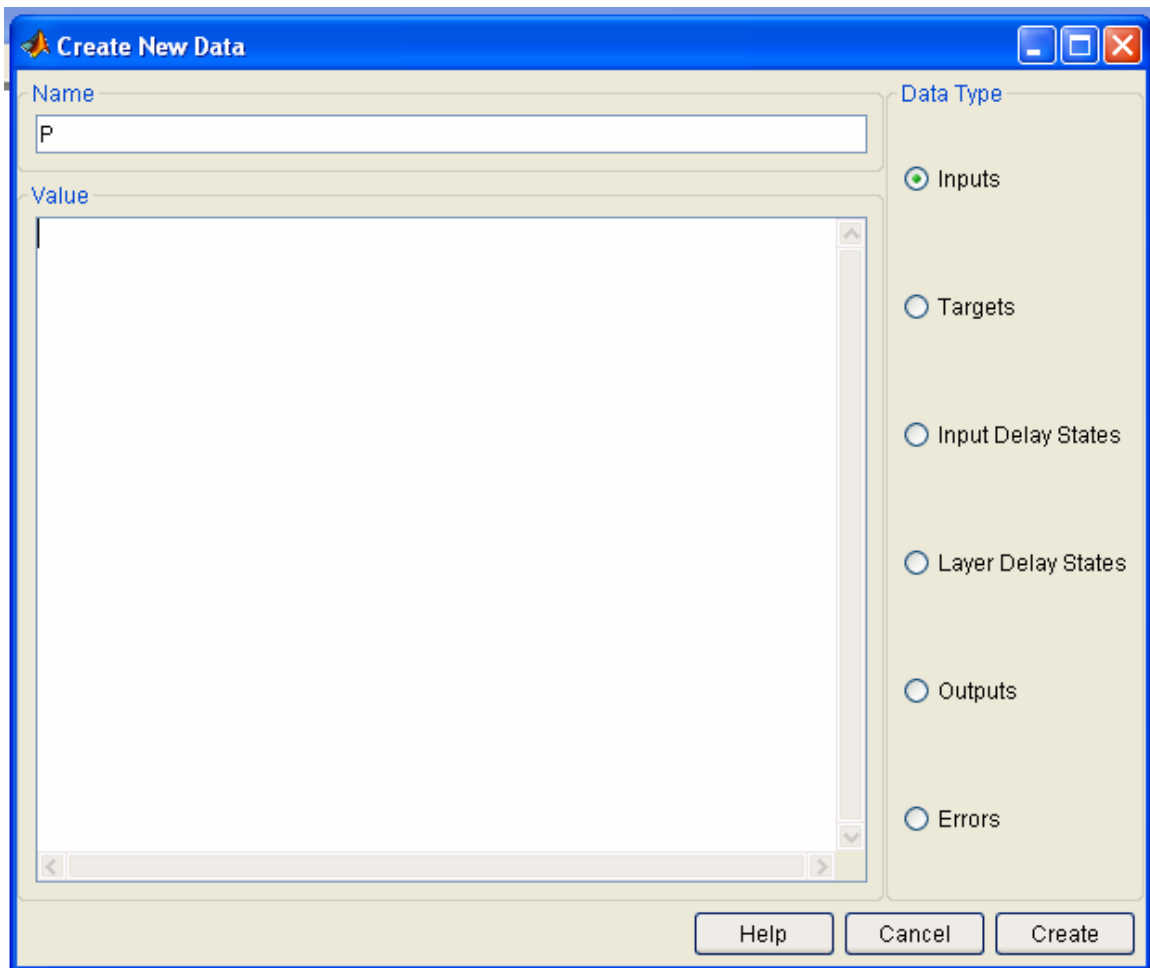 Create New Data
Name
P
Value
Data Type
Inputs
Targets
Input Delay States
Layer Delay States
Outputs
Errors
Help Cancel Create